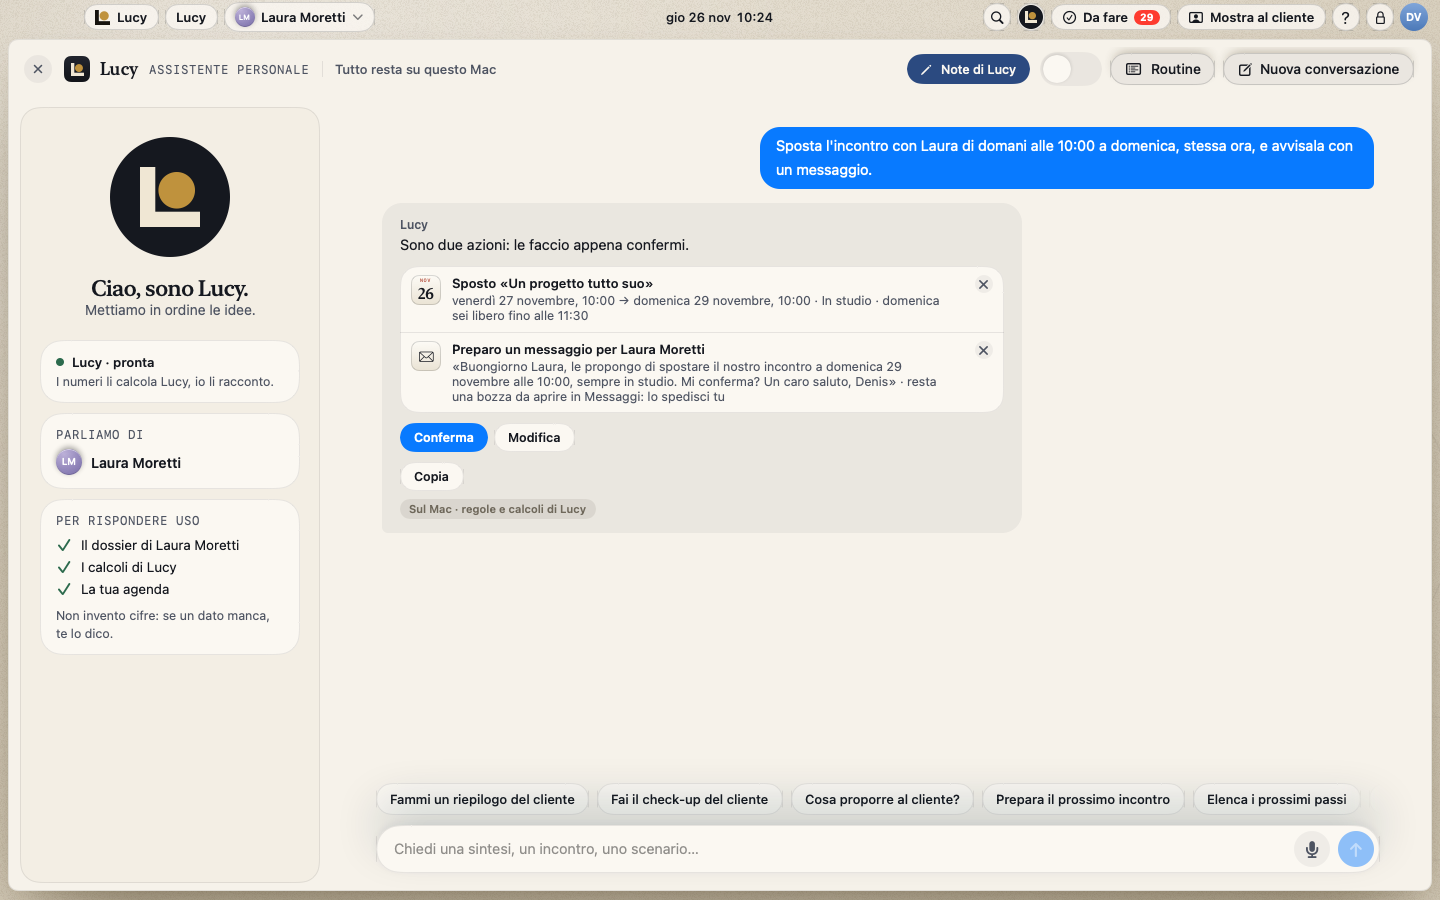 Lucy
Lucy
LM Laura Moretti
gio 26 nov 10:24
Da fare 29
Mostra al cliente
?
DV
Lucy ASSISTENTE PERSONALE
Tutto resta su questo Mac
Note di Lucy
Routine
Nuova conversazione
Ciao, sono Lucy.
Mettiamo in ordine le idee.
Lucy · pronta
I numeri li calcola Lucy, io li racconto.
PARLIAMO DI
LM Laura Moretti
PER RISPONDERE USO
Il dossier di Laura Moretti
I calcoli di Lucy
La tua agenda
Non invento cifre: se un dato manca,
te lo dico.
Sposta l'incontro con Laura di domani alle 10:00 a domenica, stessa ora, e avvisala con
un messaggio.
Lucy
Sono due azioni: le faccio appena confermi.
NOV
26
Sposto «Un progetto tutto suo»
venerdì 27 novembre, 10:00 → domenica 29 novembre, 10:00 · In studio · domenica
sei libero fino alle 11:30
Preparo un messaggio per Laura Moretti
«Buongiorno Laura, le propongo di spostare il nostro incontro a domenica 29
novembre alle 10:00, sempre in studio. Mi conferma? Un caro saluto, Denis» · resta
una bozza da aprire in Messaggi: lo spedisci tu
Conferma
Modifica
Copia
Sul Mac · regole e calcoli di Lucy
Fammi un riepilogo del cliente
Fai il check-up del cliente
Cosa proporre al cliente?
Prepara il prossimo incontro
Elenca i prossimi passi
Chiedi una sintesi, un incontro, uno scenario...